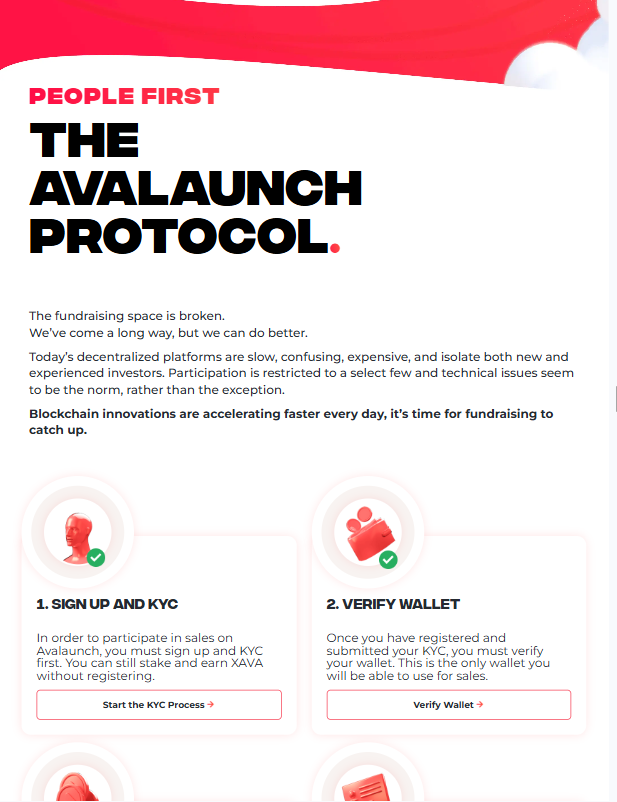 PEOPLE FIRST
THE
AVALAUNCH
PROTOCOL.
The fundraising space is broken.
We've come a long way, but we can do better.
Today's decentralized platforms are slow, confusing, expensive, and isolate both new and
experienced investors. Participation is restricted to a select few and technical issues seem
to be the norm, rather than the exception.
Blockchain innovations are accelerating faster every day, it's time for fundraising to
catch up.
1. SIGN UP AND KYC
In order to participate in sales on
Avalaunch, you must sign up and KYC
first. You can still stake and earn XAVA
without registering.
Start the KYC Process →
2. VERIFY WALLET
Once you have registered and
submitted your KYC, you must verify
your wallet. This is the only wallet you
will be able to use for sales.
Verify Wallet →